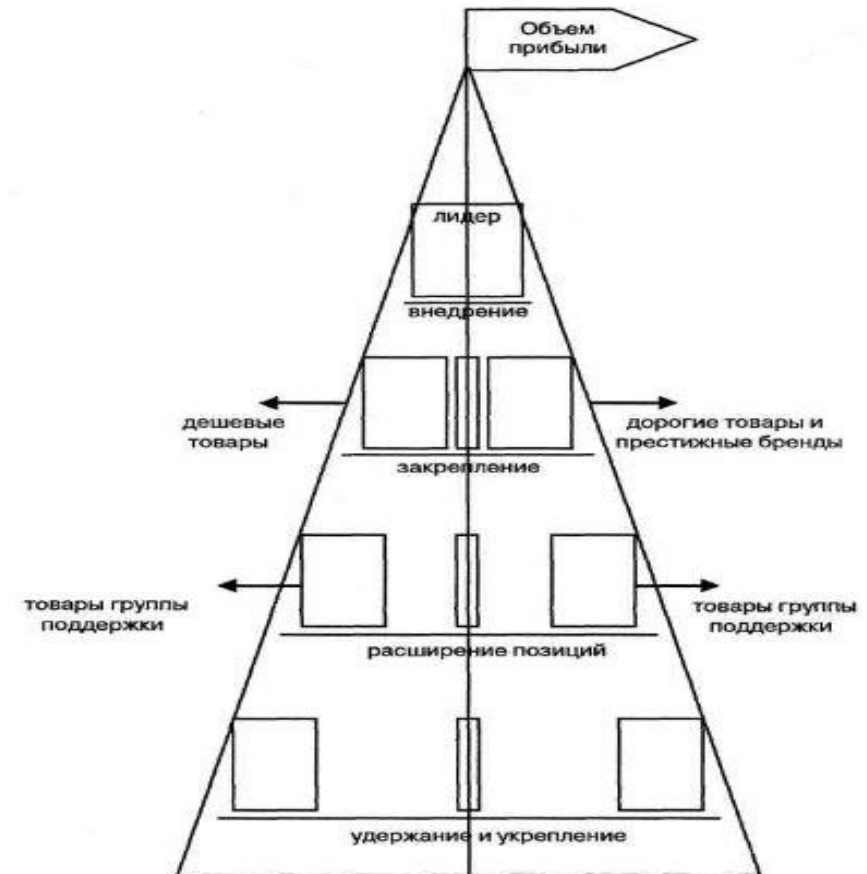 Объем
прибыли
лидер
внедрение
дешевые
товары
дорогие товары и
престижные бренды
закрепление
товары группы
поддержки
товары группы
поддержки
расширение позиций
удержание и укрепление